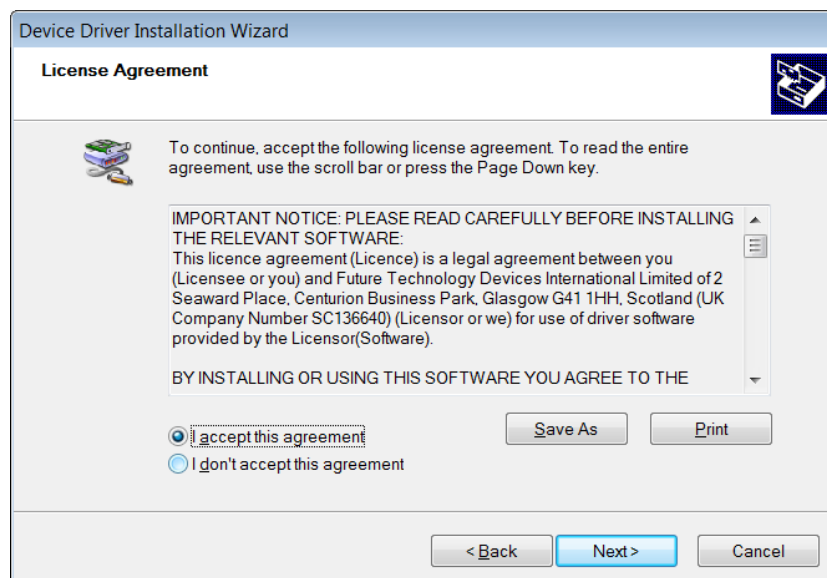 Device Driver Installation Wizard
License Agreement
To continue, accept the following license agreement. To read the entire
agreement, use the scroll bar or press the Page Down key.
IMPORTANT NOTICE: PLEASE READ CAREFULLY BEFORE INSTALLING
THE RELEVANT SOFTWARE:
This licence agreement (Licence) is a legal agreement between you
(Licensee or you) and Future Technology Devices International Limited of 2
Seaward Place, Centurion Business Park, Glasgow G41 1HH, Scotland (UK
Company Number SC136640) (Licensor or we) for use of driver software
provided by the Licensor(Software).
BY INSTALLING OR USING THIS SOFTWARE YOU AGREE TO THE
I accept this agreement
Save As
Print
I don't accept this agreement
< Back
Next >
Cancel